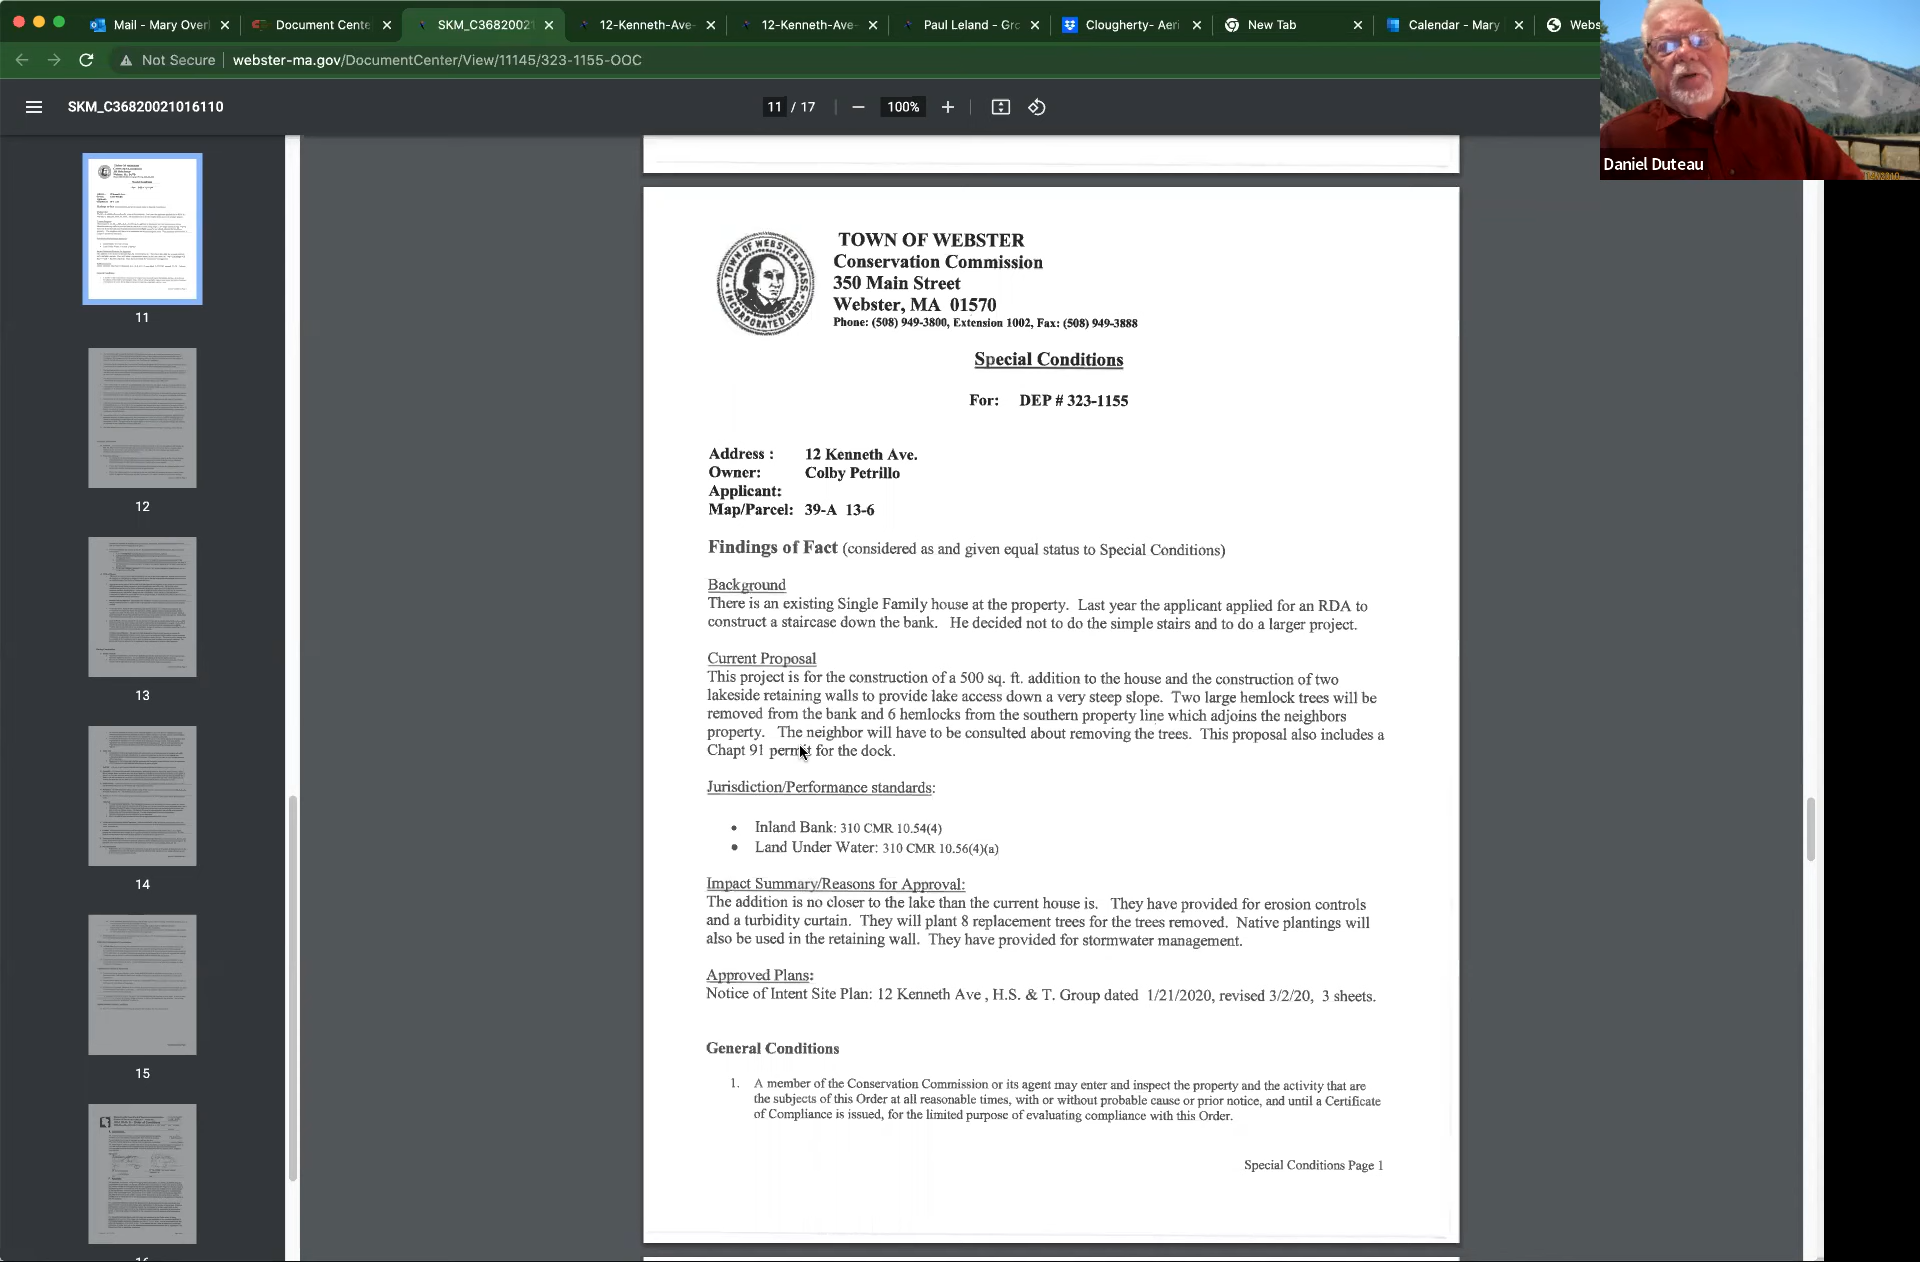 Mail - Mary Over
Document Cente
SKM_C3682002
12-Kenneth-Ave-
12-Kenneth-Ave-
Paul Leland - Gro
Clougherty- Aeri
New Tab
Calendar - Mary
Webs
Not Secure
webster-ma.gov/DocumentCenter/View/11145/323-1155-OOC
SKM_C36820021016110
11 / 17
100%
Daniel Duteau
11
12
13
14
15
TOWN OF WEBSTER, MASS.
INCORPORATED 1832.
TOWN OF WEBSTER
Conservation Commission
350 Main Street
Webster, MA 01570
Phone: (508) 949-3800, Extension 1002, Fax: (508) 949-3888
Special Conditions
For: DEP # 323-1155
Address : 12 Kenneth Ave.
Owner: Colby Petrillo
Applicant:
Map/Parcel: 39-A 13-6
Findings of Fact (considered as and given equal status to Special Conditions)
Background
There is an existing Single Family house at the property. Last year the applicant applied for an RDA to
construct a staircase down the bank. He decided not to do the simple stairs and to do a larger project.
Current Proposal
This project is for the construction of a 500 sq. ft. addition to the house and the construction of two
lakeside retaining walls to provide lake access down a very steep slope. Two large hemlock trees will be
removed from the bank and 6 hemlocks from the southern property line which adjoins the neighbors
property. The neighbor will have to be consulted about removing the trees. This proposal also includes a
Chapt 91 permit for the dock.
Jurisdiction/Performance standards:
• Inland Bank: 310 CMR 10.54(4)
• Land Under Water: 310 CMR 10.56(4)(a)
Impact Summary/Reasons for Approval:
The addition is no closer to the lake than the current house is. They have provided for erosion controls
and a turbidity curtain. They will plant 8 replacement trees for the trees removed. Native plantings will
also be used in the retaining wall. They have provided for stormwater management.
Approved Plans:
Notice of Intent Site Plan: 12 Kenneth Ave , H.S. & T. Group dated 1/21/2020, revised 3/2/20, 3 sheets.
General Conditions
1. A member of the Conservation Commission or its agent may enter and inspect the property and the activity that are
the subjects of this Order at all reasonable times, with or without probable cause or prior notice, and until a Certificate
of Compliance is issued, for the limited purpose of evaluating compliance with this Order.
Special Conditions Page 1